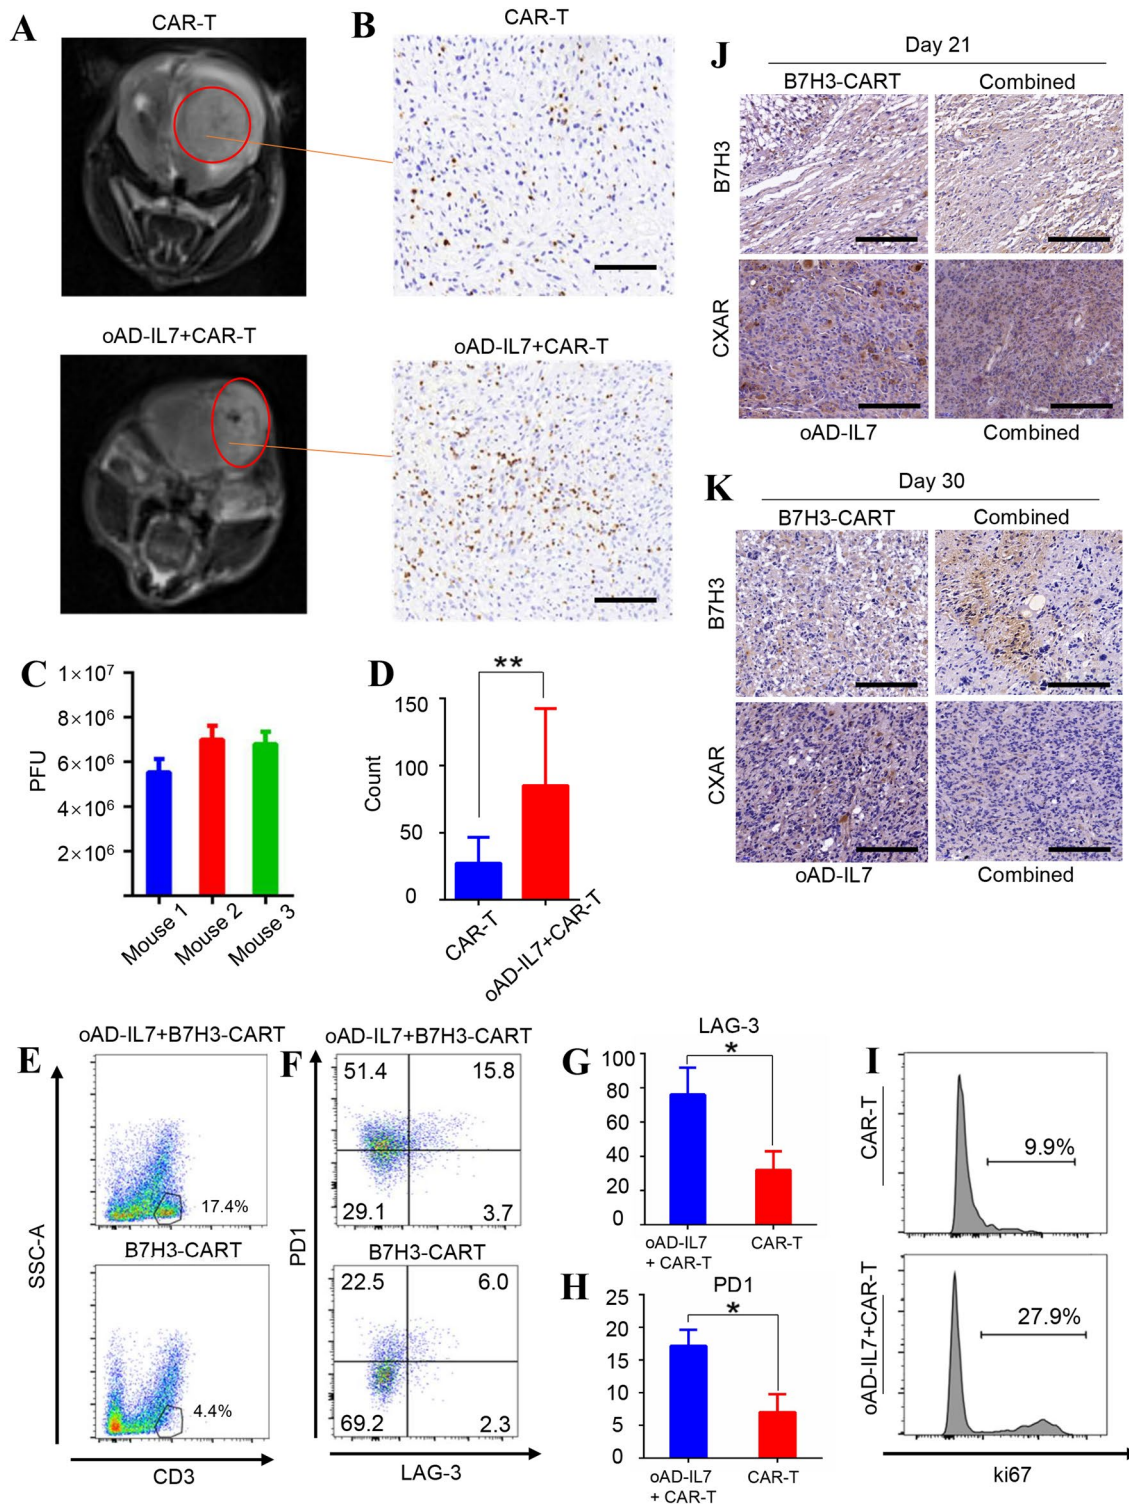 A
CAR-T
oAD-IL7+CAR-T
B
CAR-T
oAD-IL7+CAR-T
C
PFU
1×10⁷
8×10⁶
6×10⁶
4×10⁶
2×10⁶
Mouse 1
Mouse 2
Mouse 3
D
**
Count
150
100
50
0
CAR-T
oAD-IL7+CAR-T
E
oAD-IL7+B7H3-CART
17.4%
B7H3-CART
4.4%
SSC-A
CD3
F
oAD-IL7+B7H3-CART
51.4
15.8
29.1
3.7
B7H3-CART
22.5
6.0
69.2
2.3
PD1
LAG-3
G
LAG-3
*
100
80
60
40
20
0
oAD-IL7
+ CAR-T
CAR-T
H
PD1
*
25
20
15
10
5
0
oAD-IL7
+ CAR-T
CAR-T
I
CAR-T
9.9%
oAD-IL7+CAR-T
27.9%
ki67
J
Day 21
B7H3-CART
Combined
B7H3
CXAR
oAD-IL7
Combined
K
Day 30
B7H3-CART
Combined
B7H3
CXAR
oAD-IL7
Combined